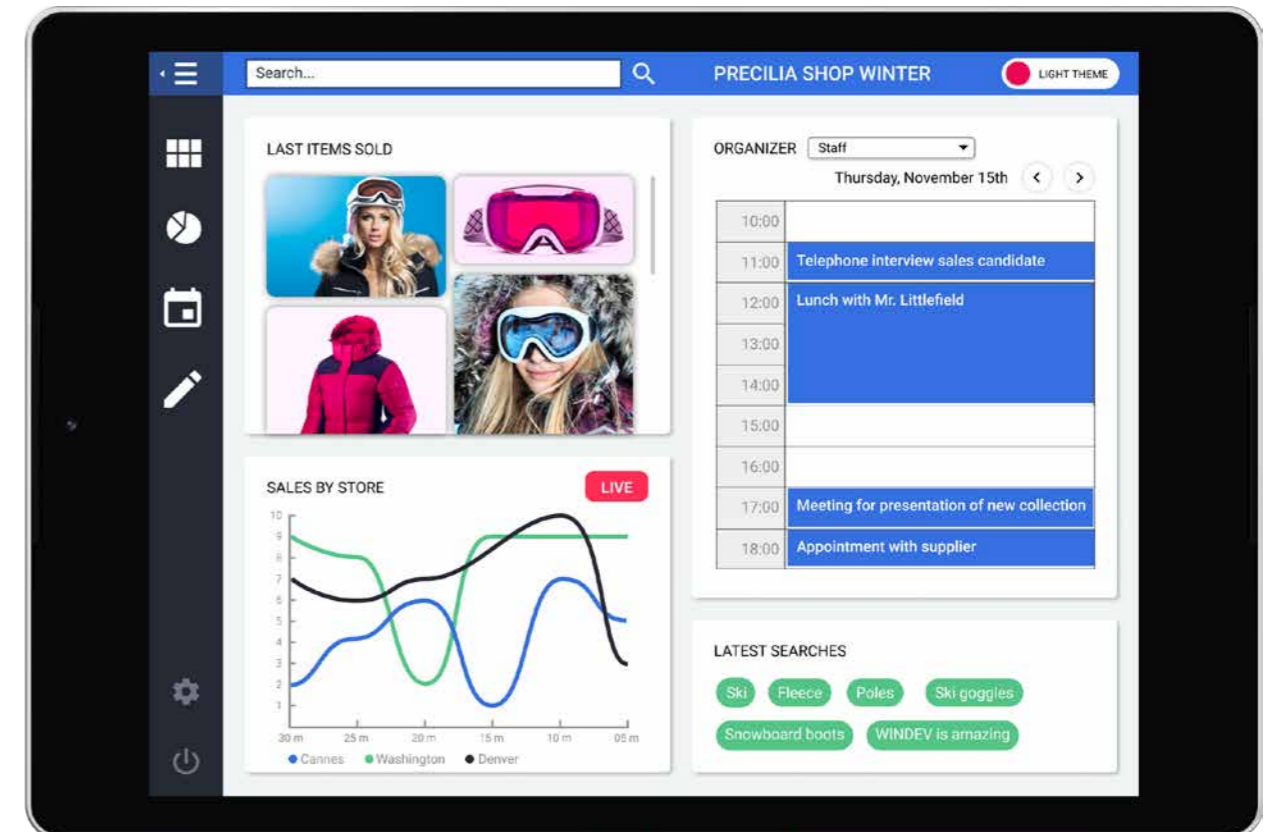 Search...
PRECILIA SHOP WINTER
LIGHT THEME
LAST ITEMS SOLD
ORGANIZER
Staff
Thursday, November 15th
10:00
11:00
Telephone interview sales candidate
12:00
Lunch with Mr. Littlefield
13:00
14:00
15:00
16:00
17:00
Meeting for presentation of new collection
18:00
Appointment with supplier
SALES BY STORE
LIVE
10
9
8
7
6
5
4
3
2
1
30 m 25 m 20 m 15 m 10 m 05 m
Cannes Washington Denver
LATEST SEARCHES
Ski Fleece Poles Ski goggles
Snowboard boots WINDEV is amazing